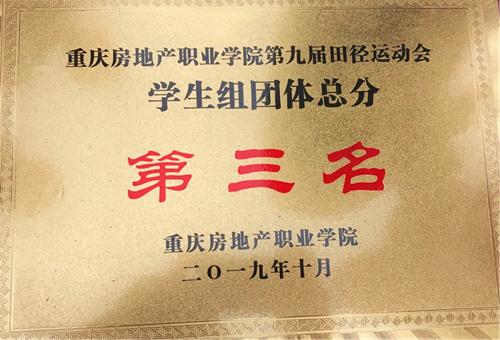 重庆房地产职业学院第九届田径运动会
学生组团体总分
第三名
重庆房地产职业学院
二〇一九年十月